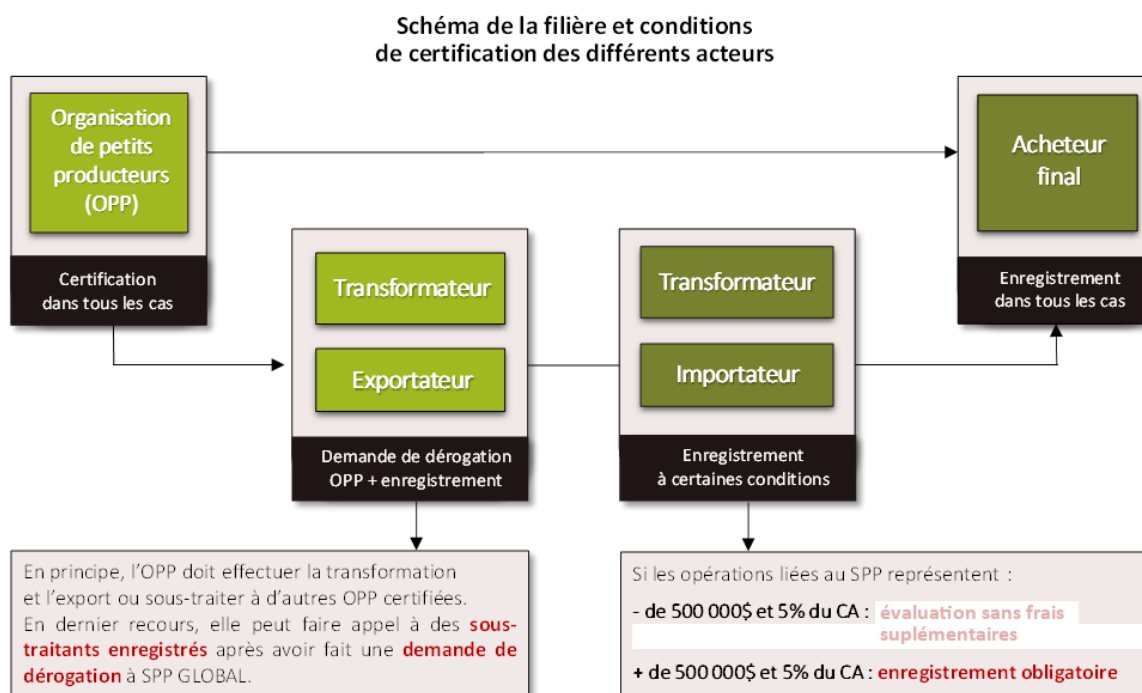 Schéma de la filière et conditions
de certification des différents acteurs
Organisation
de petits
producteurs
(OPP)
Certification
dans tous les cas
Transformateur
Exportateur
Demande de dérogation
OPP + enregistrement
Transformateur
Importateur
Enregistrement
à certaines conditions
Acheteur
final
Enregistrement
dans tous les cas
En principe, l’OPP doit effectuer la transformation
et l’export ou sous-traiter à d’autres OPP certifiées.
En dernier recours, elle peut faire appel à des sous-
traitants enregistrés après avoir fait une demande de
dérogation à SPP GLOBAL.
Si les opérations liées au SPP représentent :
- de 500 000$ et 5% du CA : évaluation sans frais
suplémentaires
+ de 500 000$ et 5% du CA : enregistrement obligatoire